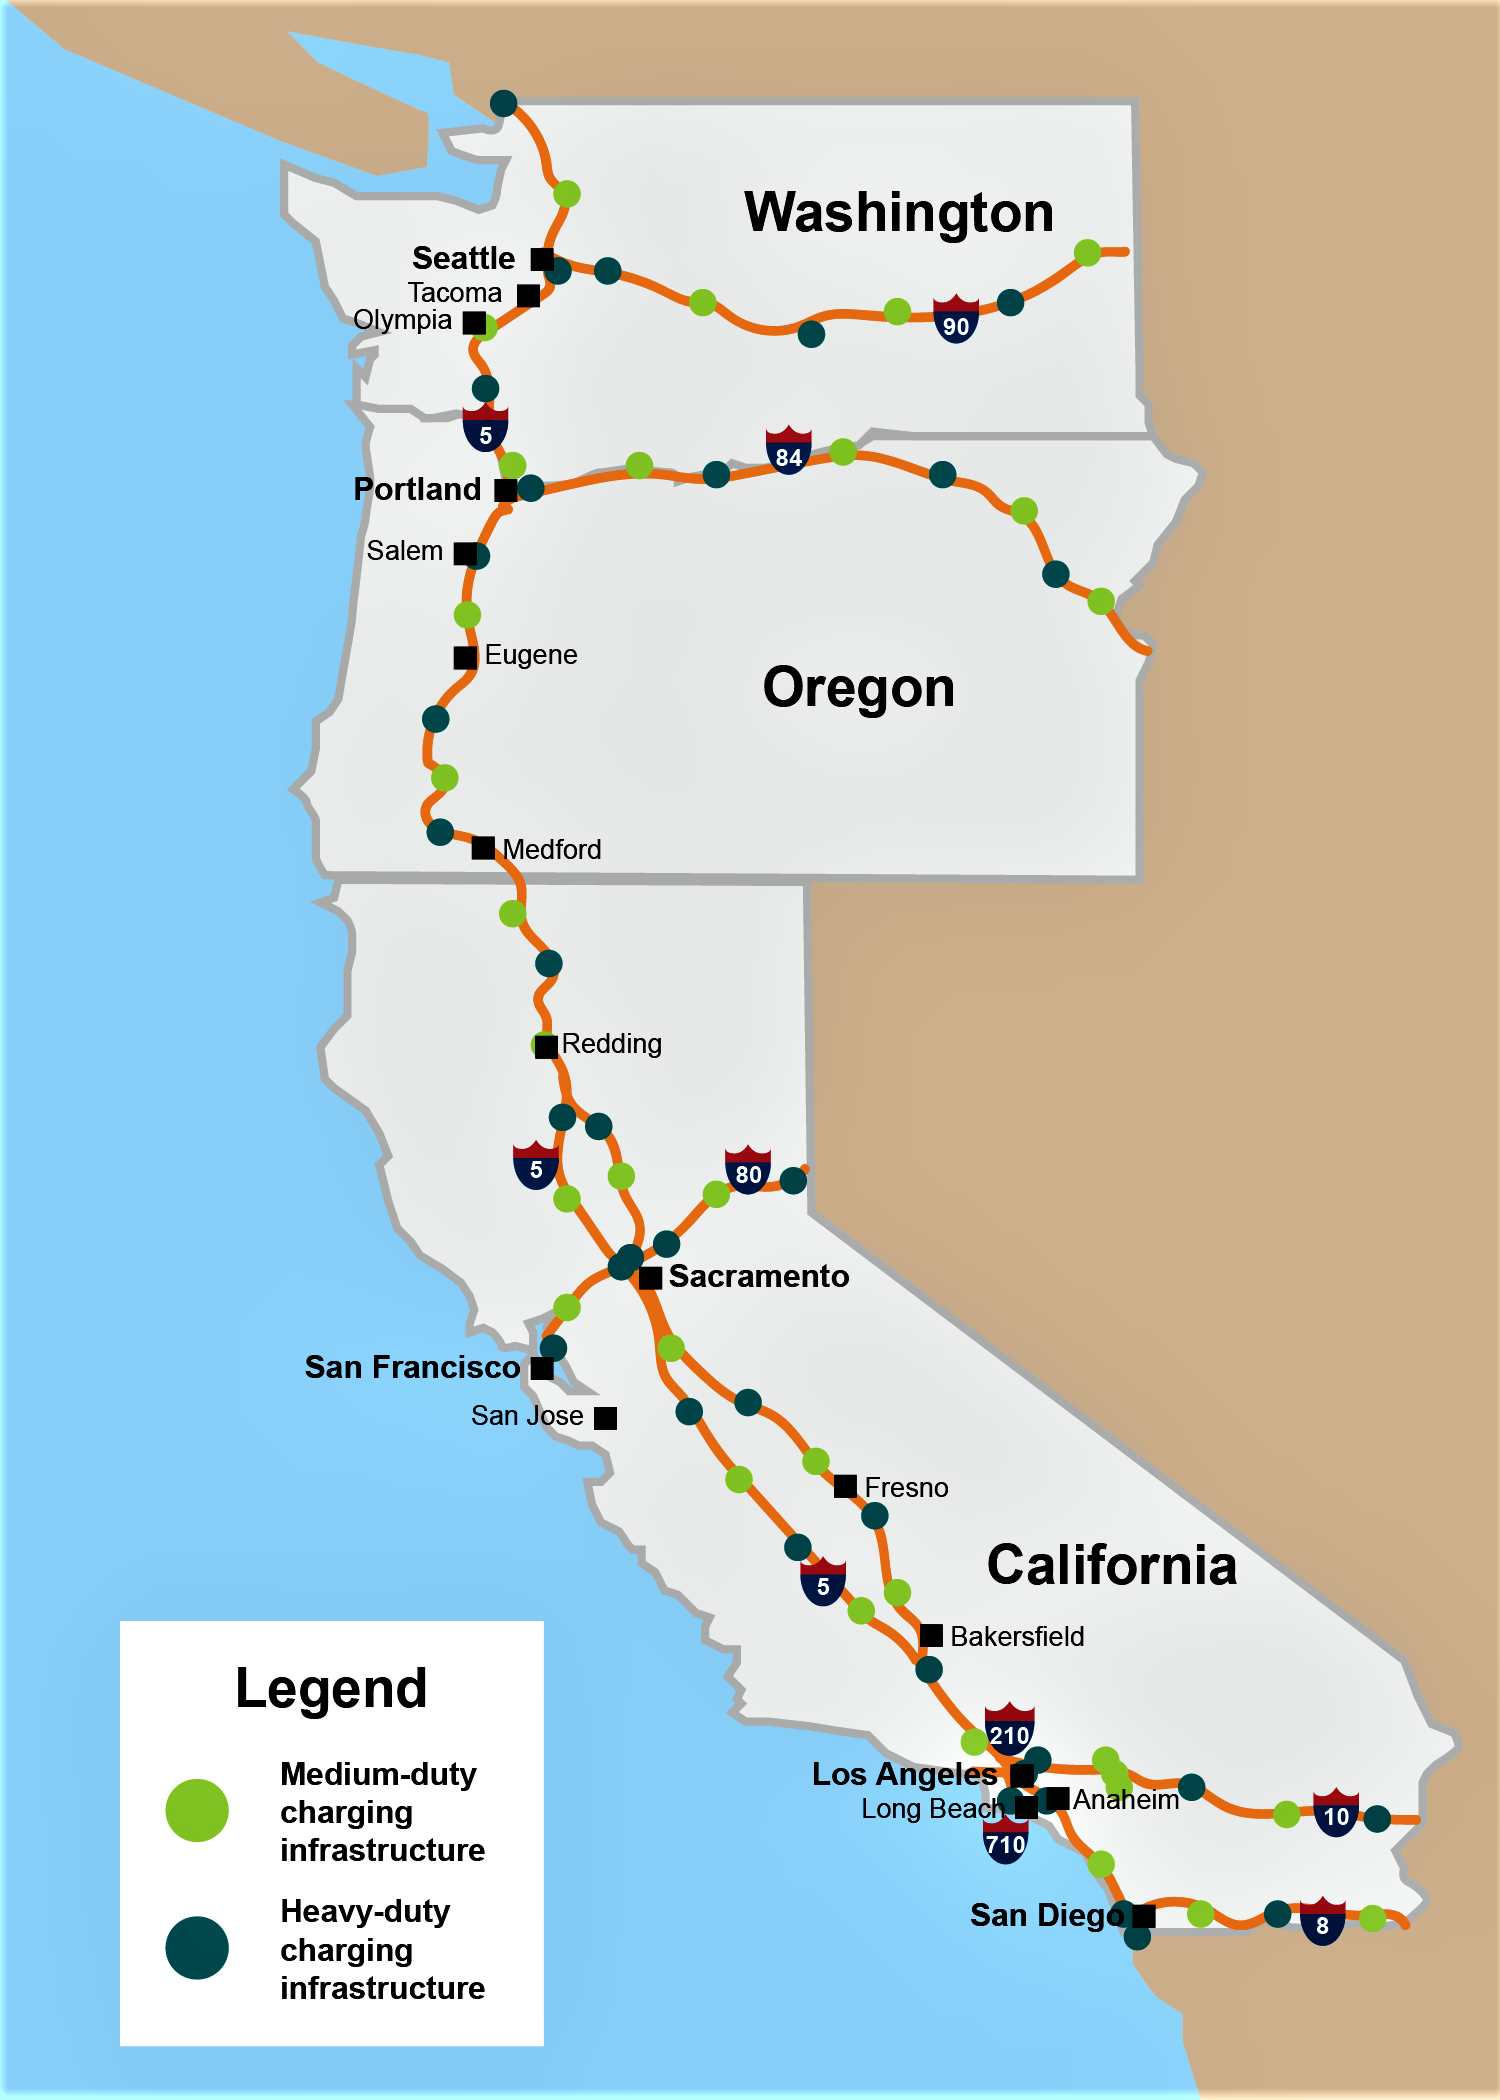 Washington
Seattle
Tacoma
Olympia
90
5
84
Portland
Salem
Eugene
Oregon
Medford
Redding
5
80
Sacramento
San Francisco
San Jose
Fresno
California
5
Bakersfield
210
Los Angeles
Long Beach
Anaheim
10
710
San Diego
8
Legend
Medium-duty
charging
infrastructure
Heavy-duty
charging
infrastructure